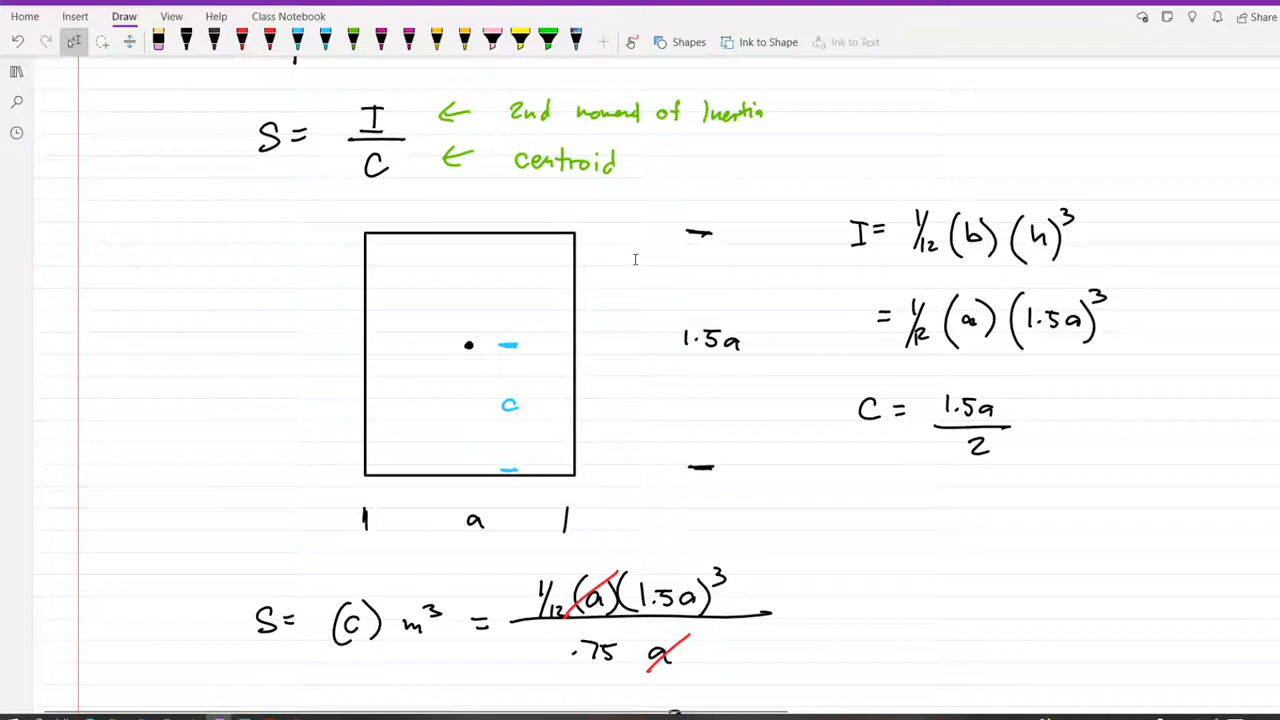 Home Insert Draw View Help Class Notebook Share
Shapes Ink to Shape Ink to Text
S = I ← 2nd moment of Inertia
C ← centroid
I = 1/12 (b) (h)^3
= 1/12 (a) (1.5a)^3
1.5a
c
C = 1.5a
2
a
S = (C) m^3 = 1/12 (a) (1.5a)^3
.75 a